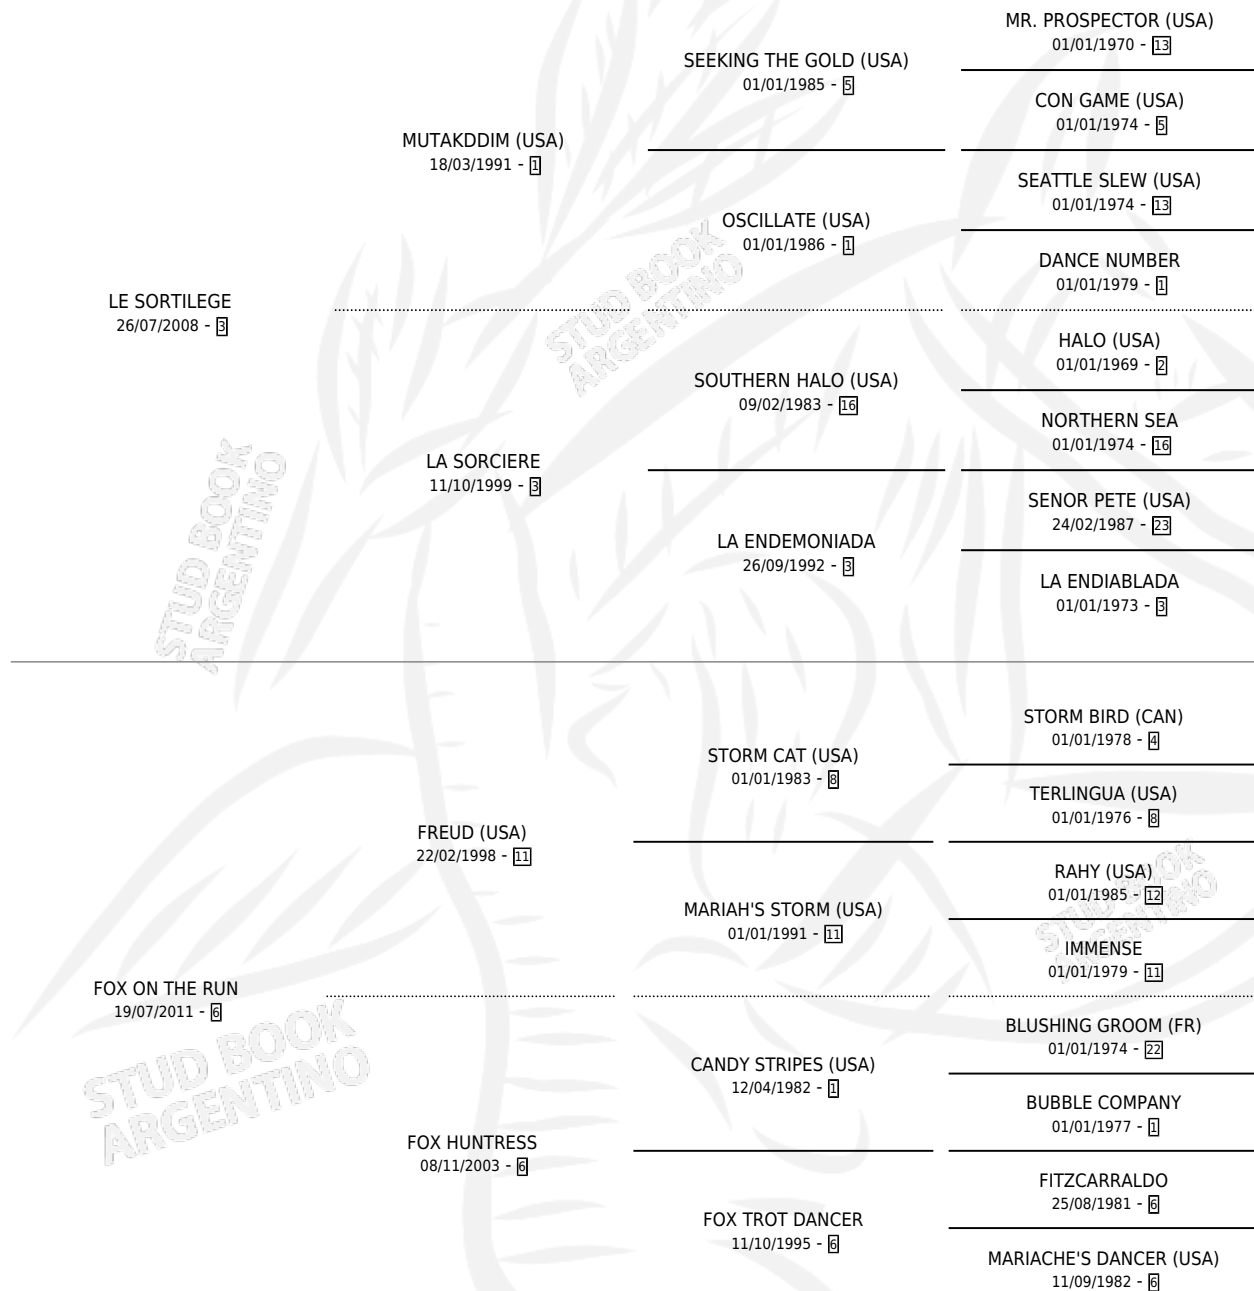 MR. PROSPECTOR (USA)
01/01/1970 - 13
SEEKING THE GOLD (USA)
01/01/1985 - 5
CON GAME (USA)
01/01/1974 - 5
MUTAKDDIM (USA)
18/03/1991 - 1
SEATTLE SLEW (USA)
01/01/1974 - 13
OSCILLATE (USA)
01/01/1986 - 1
DANCE NUMBER
01/01/1979 - 1
LE SORTILEGE
26/07/2008 - 3
HALO (USA)
01/01/1969 - 2
SOUTHERN HALO (USA)
09/02/1983 - 16
NORTHERN SEA
01/01/1974 - 16
LA SORCIERE
11/10/1999 - 3
SENOR PETE (USA)
24/02/1987 - 23
LA ENDEMONIADA
26/09/1992 - 3
LA ENDIABLADA
01/01/1973 - 3
STORM BIRD (CAN)
01/01/1978 - 4
STORM CAT (USA)
01/01/1983 - 8
TERLINGUA (USA)
01/01/1976 - 8
FREUD (USA)
22/02/1998 - 11
RAHY (USA)
01/01/1985 - 12
MARIAH'S STORM (USA)
01/01/1991 - 11
IMMENSE
01/01/1979 - 11
FOX ON THE RUN
19/07/2011 - 6
BLUSHING GROOM (FR)
01/01/1974 - 22
CANDY STRIPES (USA)
12/04/1982 - 1
BUBBLE COMPANY
01/01/1977 - 1
FOX HUNTRESS
08/11/2003 - 6
FITZCARRALDO
25/08/1981 - 6
FOX TROT DANCER
11/10/1995 - 6
MARIACHE'S DANCER (USA)
11/09/1982 - 6
STUD BOOK
ARGENTINO
STUD BOOK
ARGENTINO
STUD BOOK
ARGENTINO
STUD BOOK
ARGENTINO